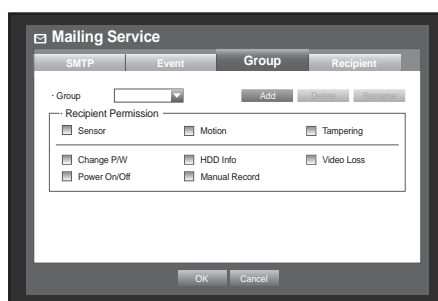 Mailing Service
SMTP Event Group Recipient
· Group Add Delete Rename
· Recipient Permission
Sensor Motion Tampering
Change P/W HDD Info Video Loss
Power On/Off Manual Record
OK Cancel